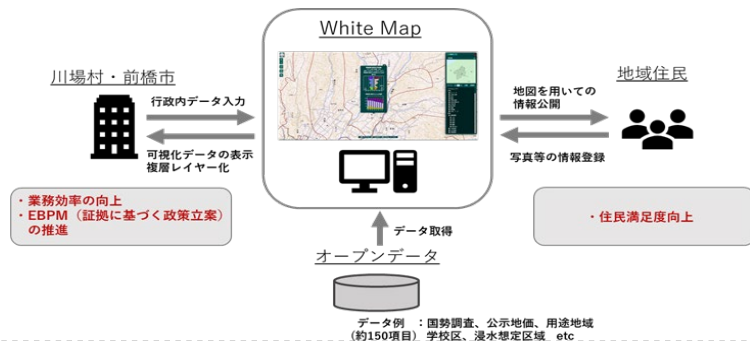 White Map
川場村・前橋市
行政内データ入力
可視化データの表示
複層レイヤー化
・業務効率の向上
・EBPM（証拠に基づく政策立案）
の推進
地域住民
地図を用いての
情報公開
写真等の情報登録
・住民満足度向上
データ取得
オープンデータ
データ例　：国勢調査、公示地価、用途地域
（約150項目）学校区、浸水想定区域　etc